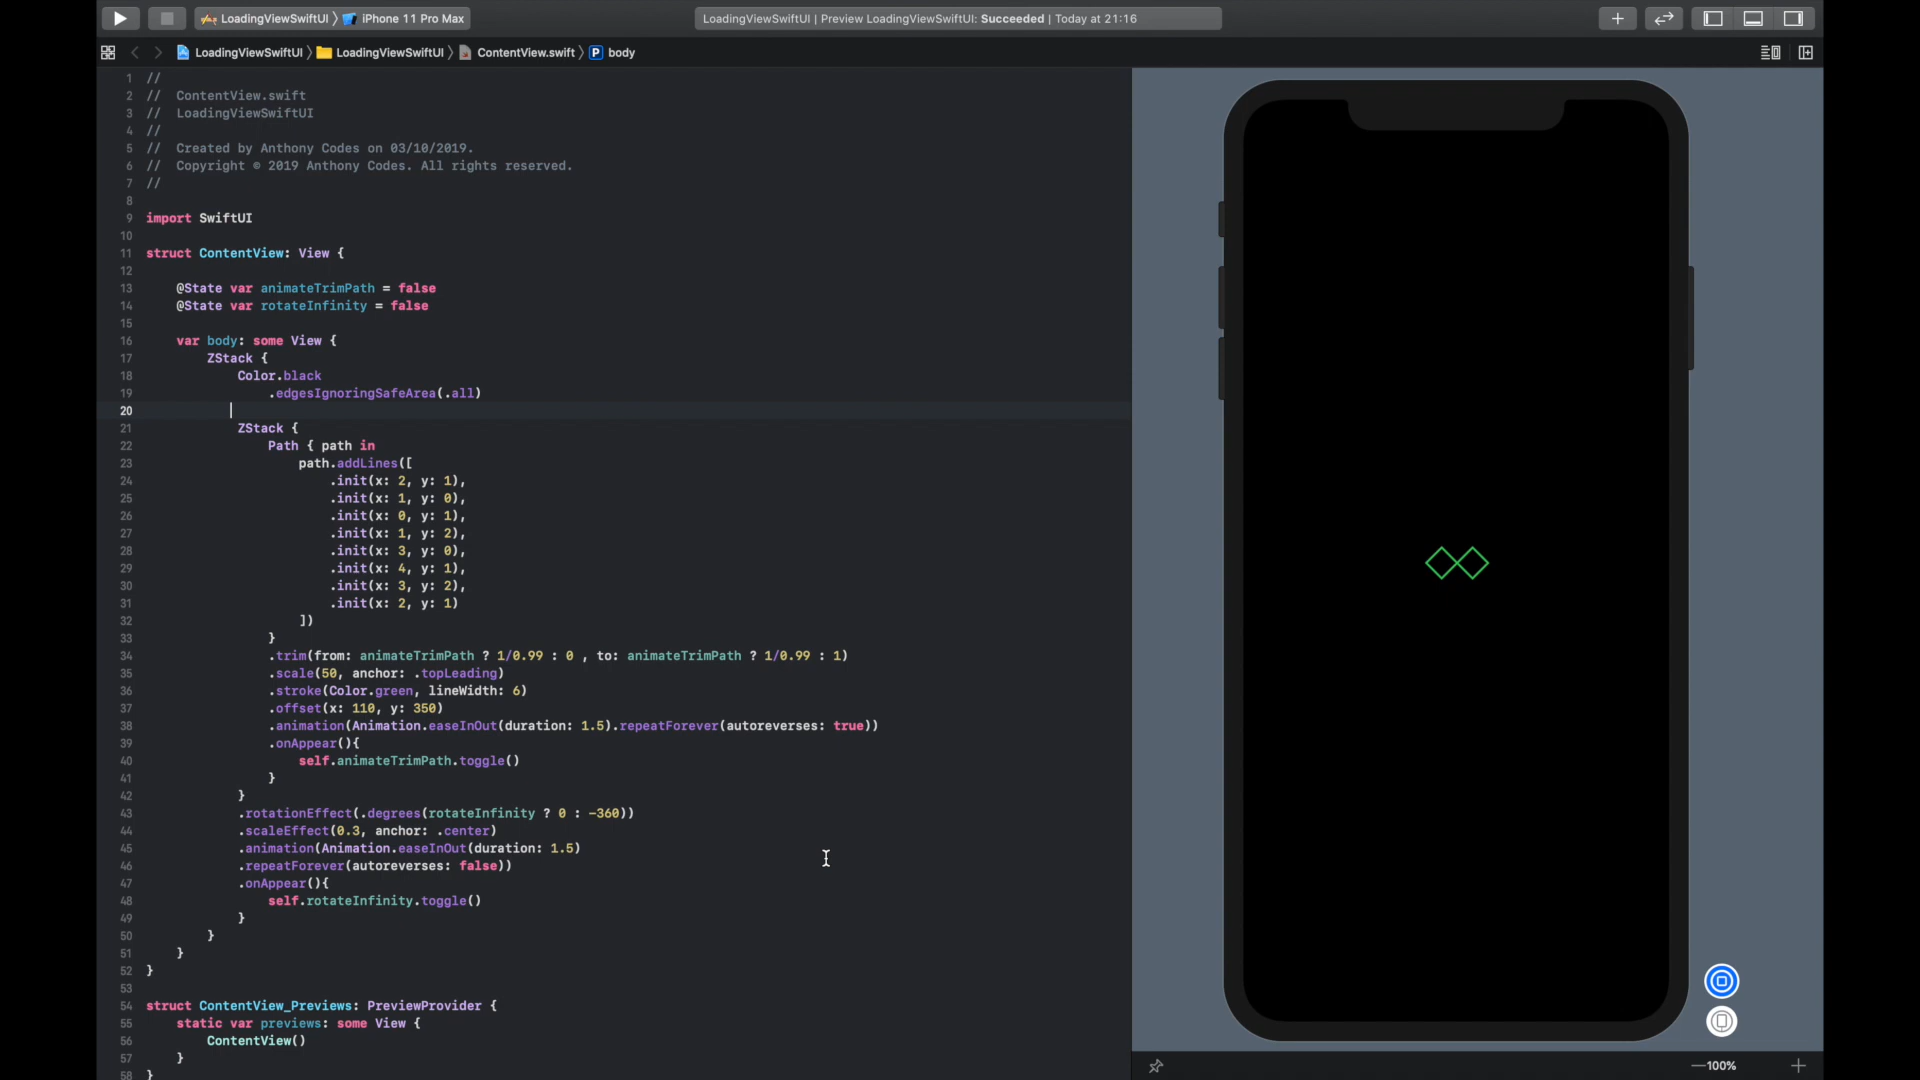 LoadingViewSwiftUI 〉 iPhone 11 Pro Max
LoadingViewSwiftUI | Preview LoadingViewSwiftUI: Succeeded | Today at 21:16
LoadingViewSwiftUI 〉 LoadingViewSwiftUI 〉 ContentView.swift 〉 P body
1 //
2 //  ContentView.swift
3 //  LoadingViewSwiftUI
4 //
5 //  Created by Anthony Codes on 03/10/2019.
6 //  Copyright © 2019 Anthony Codes. All rights reserved.
7 //
8
9 import SwiftUI
10
11 struct ContentView: View {
12
13     @State var animateTrimPath = false
14     @State var rotateInfinity = false
15
16     var body: some View {
17         ZStack {
18             Color.black
19                 .edgesIgnoringSafeArea(.all)
20
21             ZStack {
22                 Path { path in
23                     path.addLines([
24                         .init(x: 2, y: 1),
25                         .init(x: 1, y: 0),
26                         .init(x: 0, y: 1),
27                         .init(x: 1, y: 2),
28                         .init(x: 3, y: 0),
29                         .init(x: 4, y: 1),
30                         .init(x: 3, y: 2),
31                         .init(x: 2, y: 1)
32                     ])
33                 }
34                 .trim(from: animateTrimPath ? 1/0.99 : 0 , to: animateTrimPath ? 1/0.99 : 1)
35                 .scale(50, anchor: .topLeading)
36                 .stroke(Color.green, lineWidth: 6)
37                 .offset(x: 110, y: 350)
38                 .animation(Animation.easeInOut(duration: 1.5).repeatForever(autoreverses: true))
39                 .onAppear(){
40                     self.animateTrimPath.toggle()
41                 }
42             }
43             .rotationEffect(.degrees(rotateInfinity ? 0 : -360))
44             .scaleEffect(0.3, anchor: .center)
45             .animation(Animation.easeInOut(duration: 1.5)
46             .repeatForever(autoreverses: false))
47             .onAppear(){
48                 self.rotateInfinity.toggle()
49             }
50         }
51     }
52 }
53
54 struct ContentView_Previews: PreviewProvider {
55     static var previews: some View {
56         ContentView()
57     }
58 }
100%